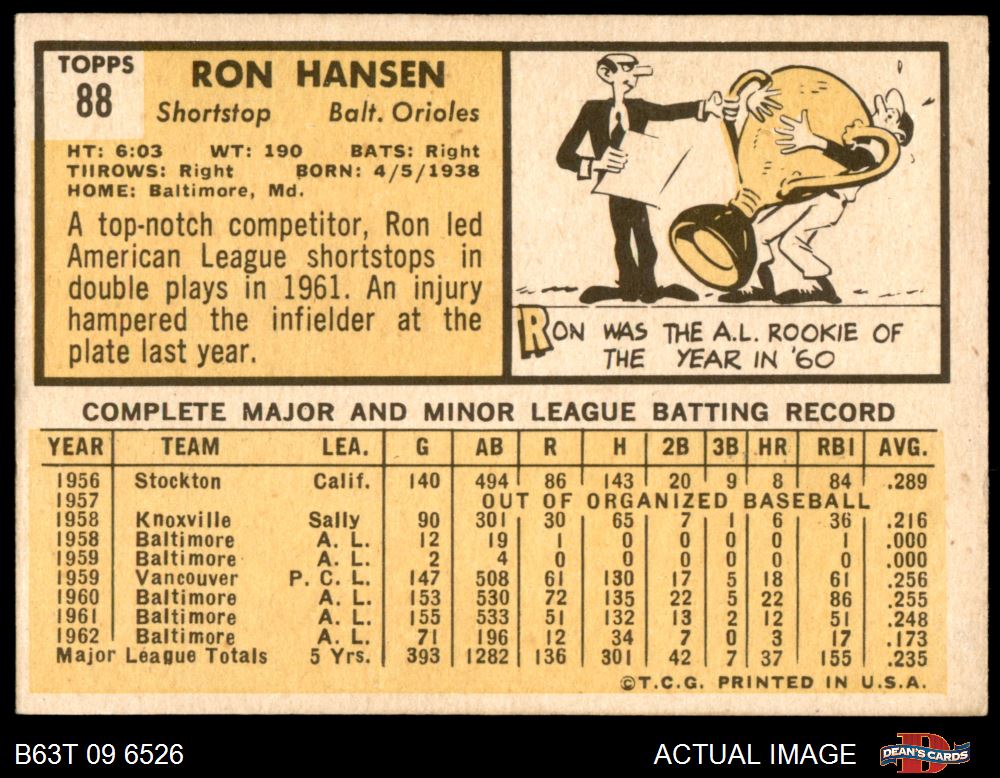 TOPPS
88
RON HANSEN
Shortstop Balt. Orioles
HT: 6:03 WT: 190 BATS: Right
THROWS: Right BORN: 4/5/1938
HOME: Baltimore, Md.
A top-notch competitor, Ron led
American League shortstops in
double plays in 1961. An injury
hampered the infielder at the
plate last year.
RON WAS THE A.L. ROOKIE OF
THE YEAR IN '60
COMPLETE MAJOR AND MINOR LEAGUE BATTING RECORD
YEAR TEAM LEA. G AB R H 2B 3B HR RBI AVG.
1956 Stockton Calif. 140 494 86 143 20 9 8 84 .289
1957 OUT OF ORGANIZED BASEBALL
1958 Knoxville Sally 90 301 30 65 7 1 6 36 .216
1958 Baltimore A. L. 12 19 1 0 0 0 0 1 .000
1959 Baltimore A. L. 2 4 0 0 0 0 0 0 .000
1959 Vancouver P. C. L. 147 508 61 130 17 5 18 61 .256
1960 Baltimore A. L. 153 530 72 135 22 5 22 86 .255
1961 Baltimore A. L. 155 533 51 132 13 2 12 51 .248
1962 Baltimore A. L. 71 196 12 34 7 0 3 17 .173
Major League Totals 5 Yrs. 393 1282 136 301 42 7 37 155 .235
©T.C.G. PRINTED IN U.S.A.
B63T 09 6526 ACTUAL IMAGE DEAN'S CARDS